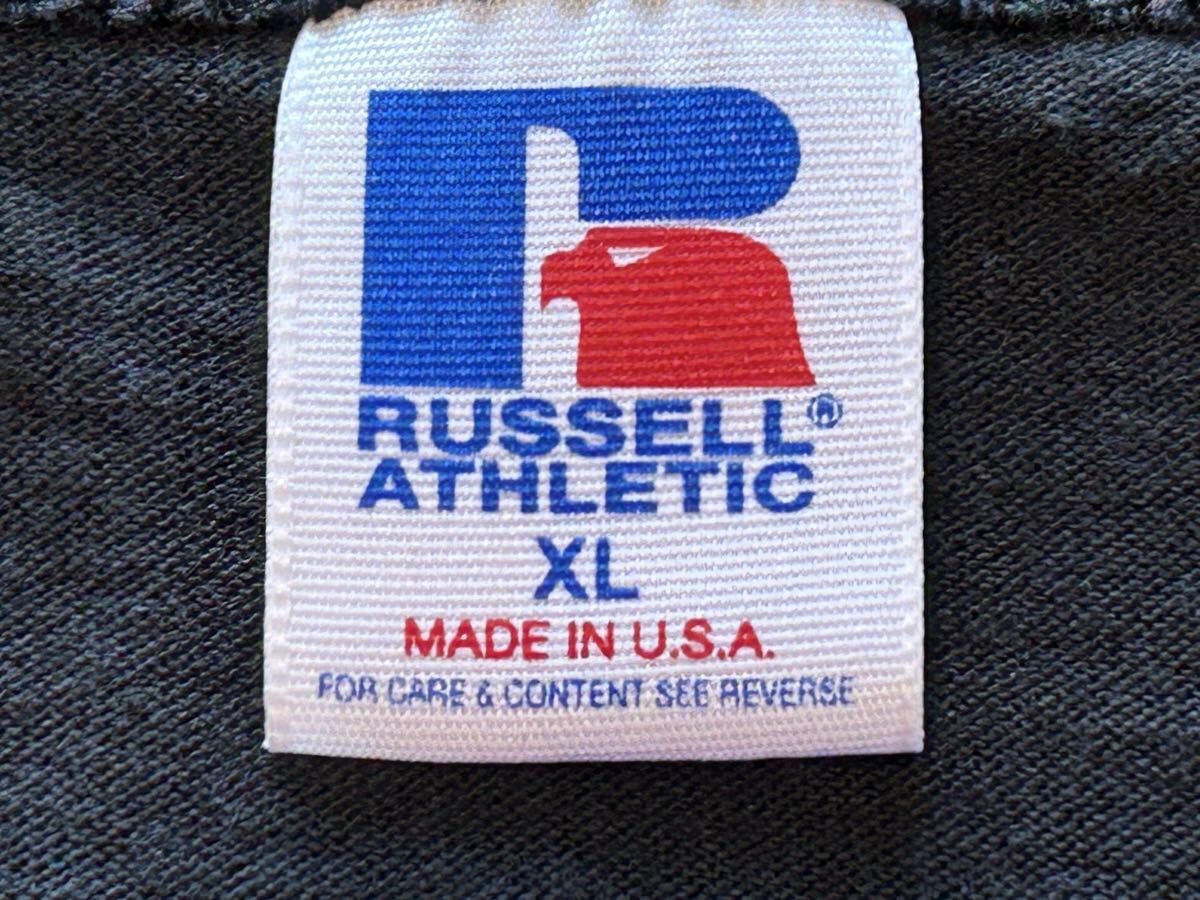 RUSSELL®
ATHLETIC
XL
MADE IN U.S.A.
FOR CARE & CONTENT SEE REVERSE